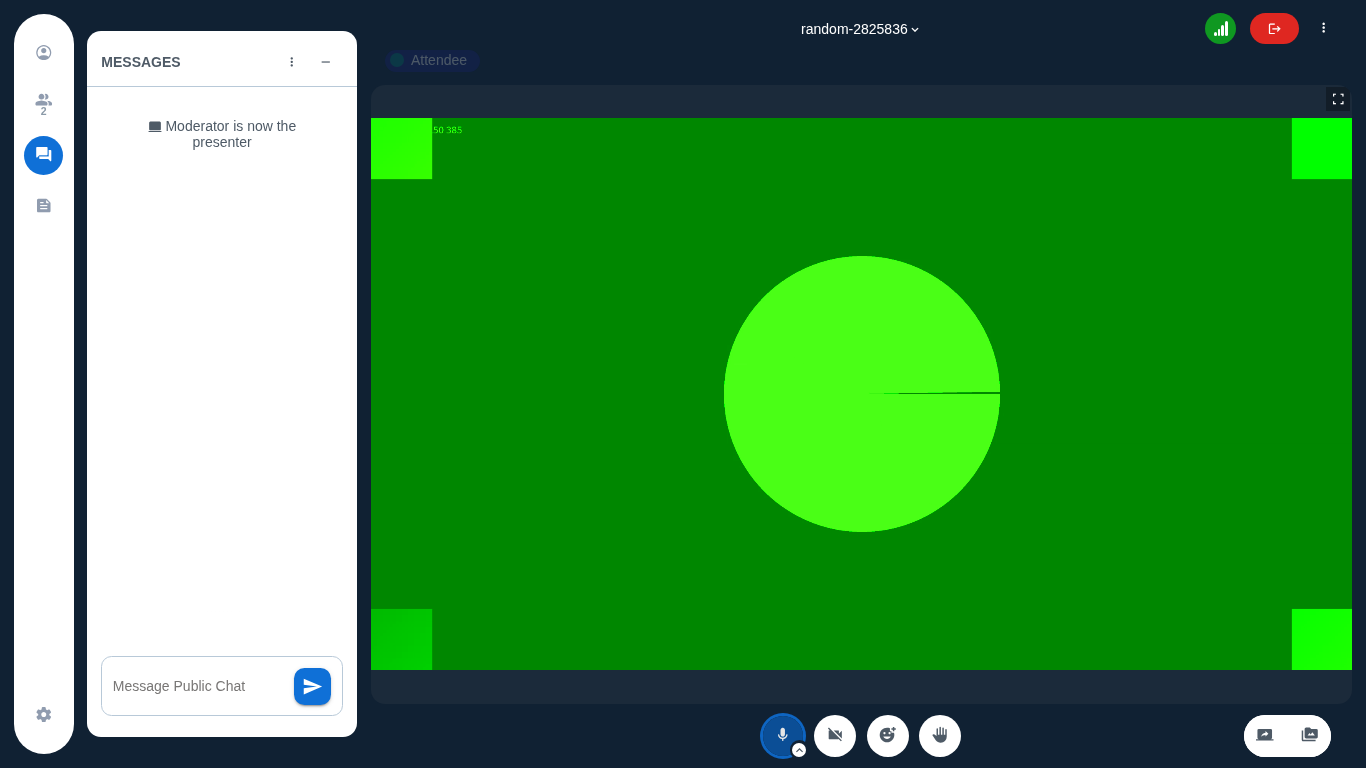 random-2825836
MESSAGES
Attendee
2
Moderator is now the
presenter
50 385
Message Public Chat